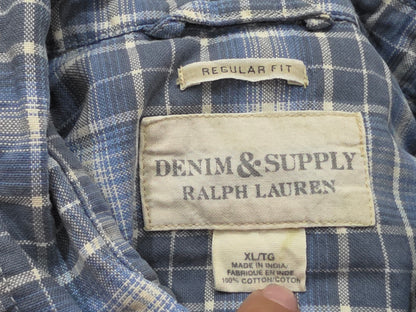 REGULAR FIT
DENIM & SUPPLY
RALPH LAUREN
XL/TG
MADE IN INDIA
FABRIQUE EN INDE
100% COTTON/COTON